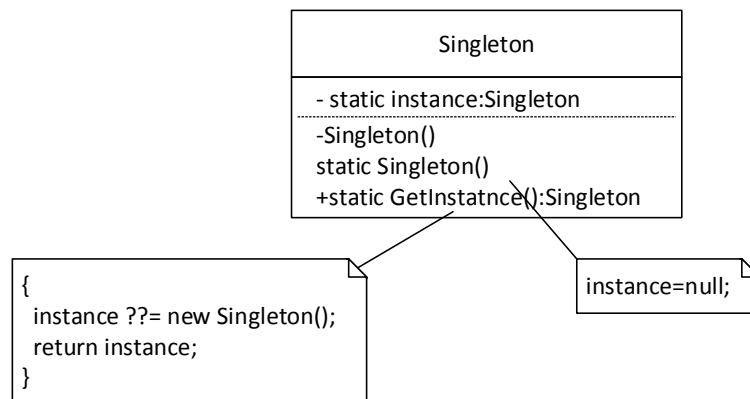 Singleton
- static instance:Singleton
-Singleton()
static Singleton()
+static GetInstatnce():Singleton
{
instance ??= new Singleton();
return instance;
}
instance=null;